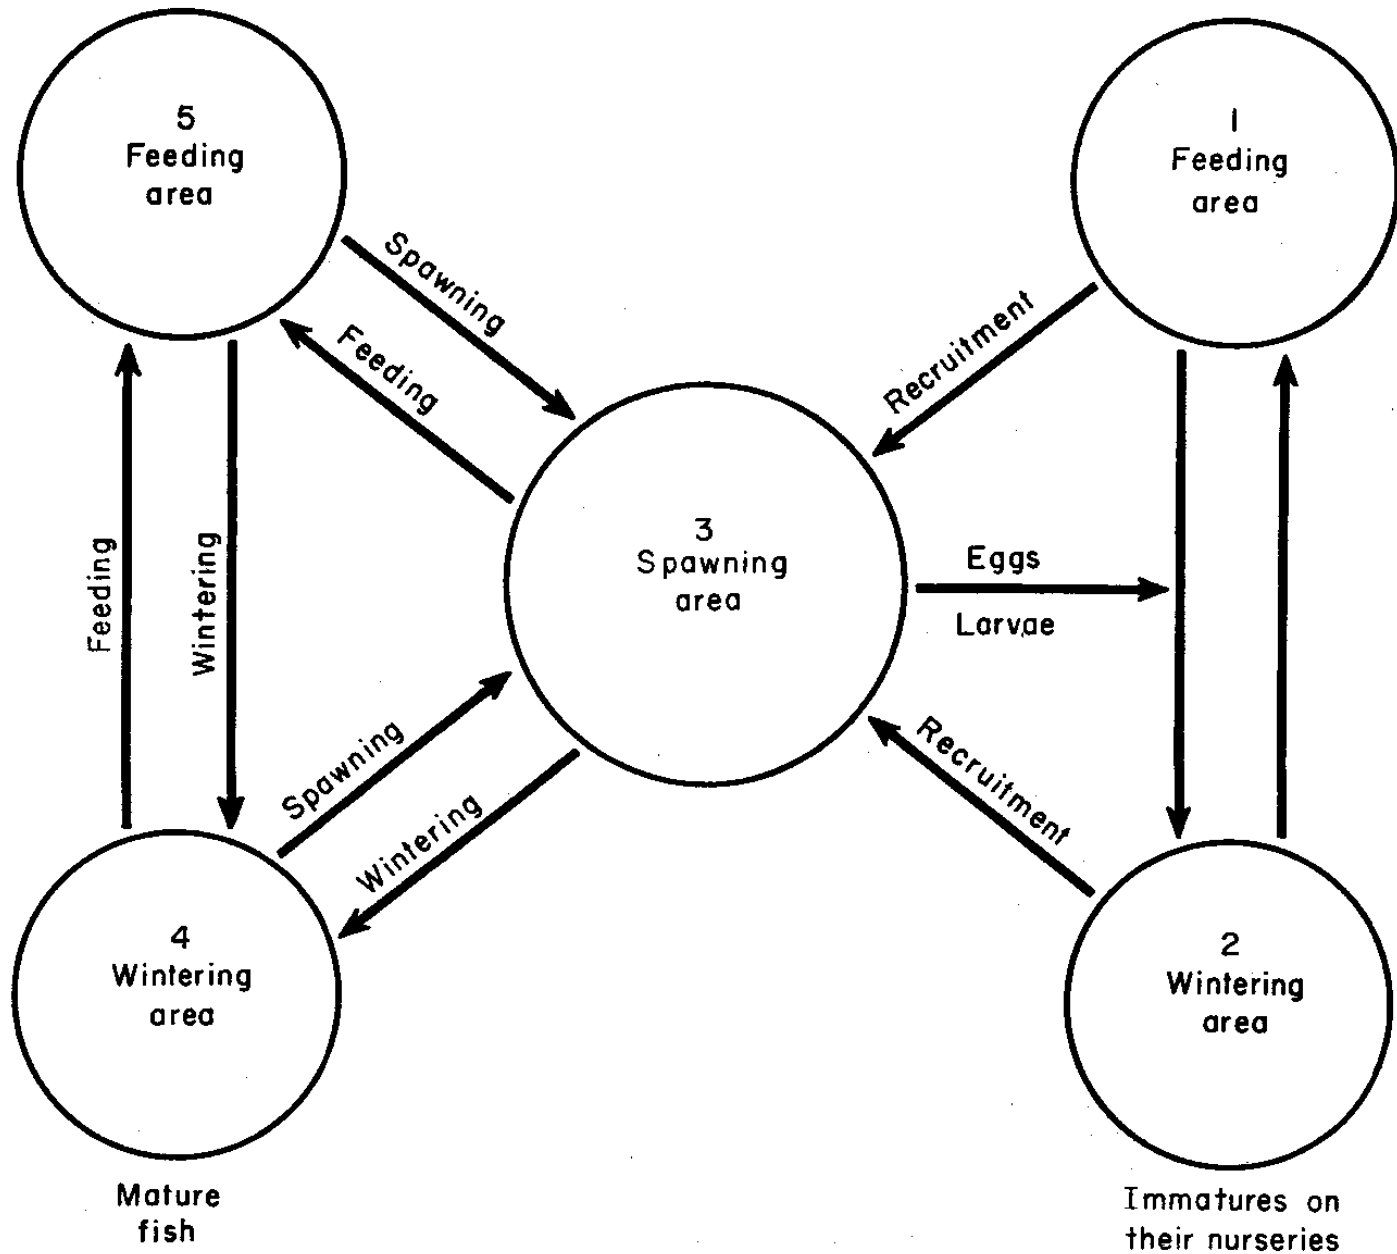 5
Feeding
area
1
Feeding
area
Spawning
Feeding
Recruitment
Feeding
Wintering
3
Spawning
area
Eggs
Larvae
Spawning
Wintering
Recruitment
4
Wintering
area
2
Wintering
area
Mature
fish
Immatures on
their nurseries